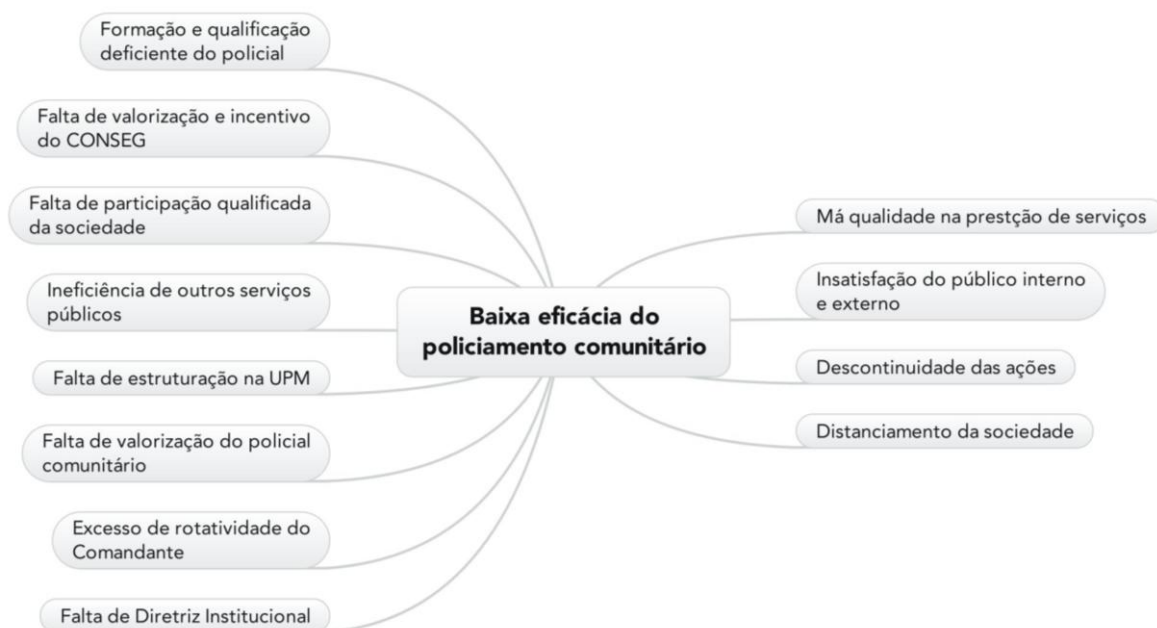 Formação e qualificação
deficiente do policial
Falta de valorização e incentivo
do CONSEG
Falta de participação qualificada
da sociedade
Ineficiência de outros serviços
públicos
Falta de estruturação na UPM
Falta de valorização do policial
comunitário
Excesso de rotatividade do
Comandante
Falta de Diretriz Institucional
Baixa eficácia do
policiamento comunitário
Má qualidade na prestção de serviços
Insatisfação do público interno
e externo
Descontinuidade das ações
Distanciamento da sociedade